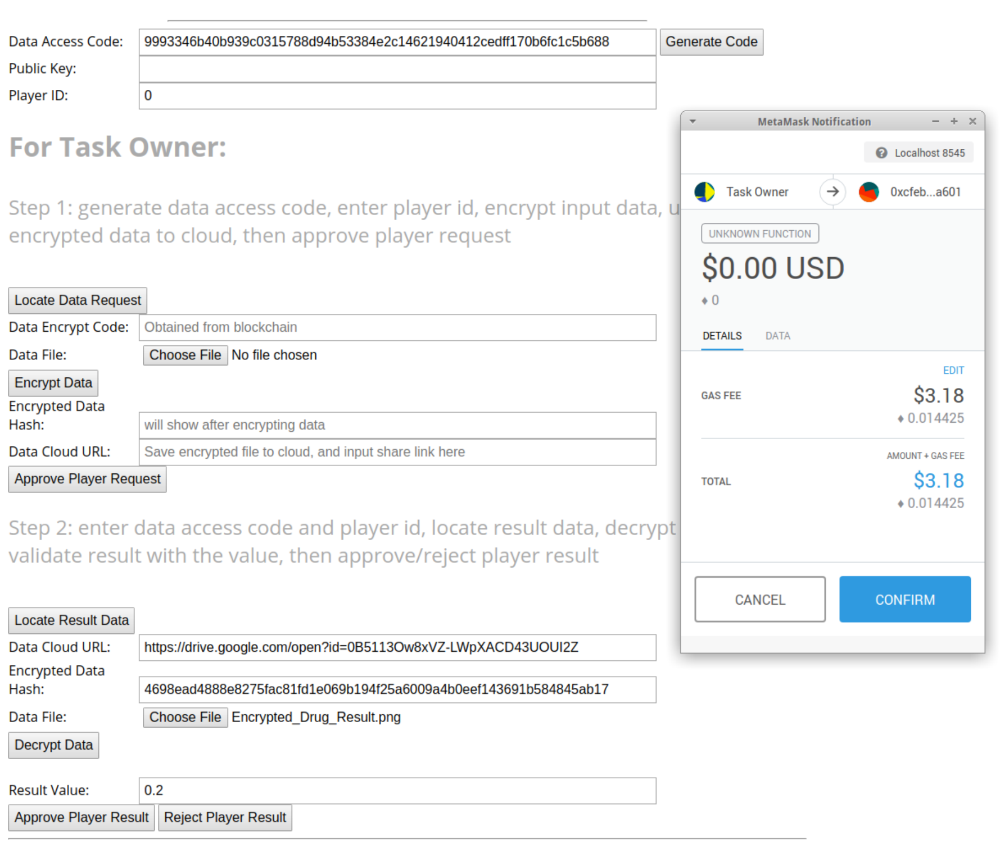 Data Access Code: 9993346b40b939c0315788d94b53384e2c14621940412cedff170b6fc1c5b688 Generate Code
Public Key:
Player ID: 0
For Task Owner:
Step 1: generate data access code, enter player id, encrypt input data, u
encrypted data to cloud, then approve player request
Locate Data Request
Data Encrypt Code: Obtained from blockchain
Data File: Choose File No file chosen
Encrypt Data
Encrypted Data
Hash: will show after encrypting data
Data Cloud URL: Save encrypted file to cloud, and input share link here
Approve Player Request
Step 2: enter data access code and player id, locate result data, decrypt
validate result with the value, then approve/reject player result
Locate Result Data
Data Cloud URL: https://drive.google.com/open?id=0B5113Ow8xVZ-LWpXACD43UOUI2Z
Encrypted Data
Hash: 4698ead4888e8275fac81fd1e069b194f25a6009a4b0eef143691b584845ab17
Data File: Choose File Encrypted_Drug_Result.png
Decrypt Data
Result Value: 0.2
Approve Player Result Reject Player Result
MetaMask Notification
Localhost 8545
Task Owner 0xcfeb...a601
UNKNOWN FUNCTION
$0.00 USD
0
DETAILS DATA
EDIT
GAS FEE $3.18
0.014425
AMOUNT + GAS FEE
TOTAL $3.18
0.014425
CANCEL CONFIRM